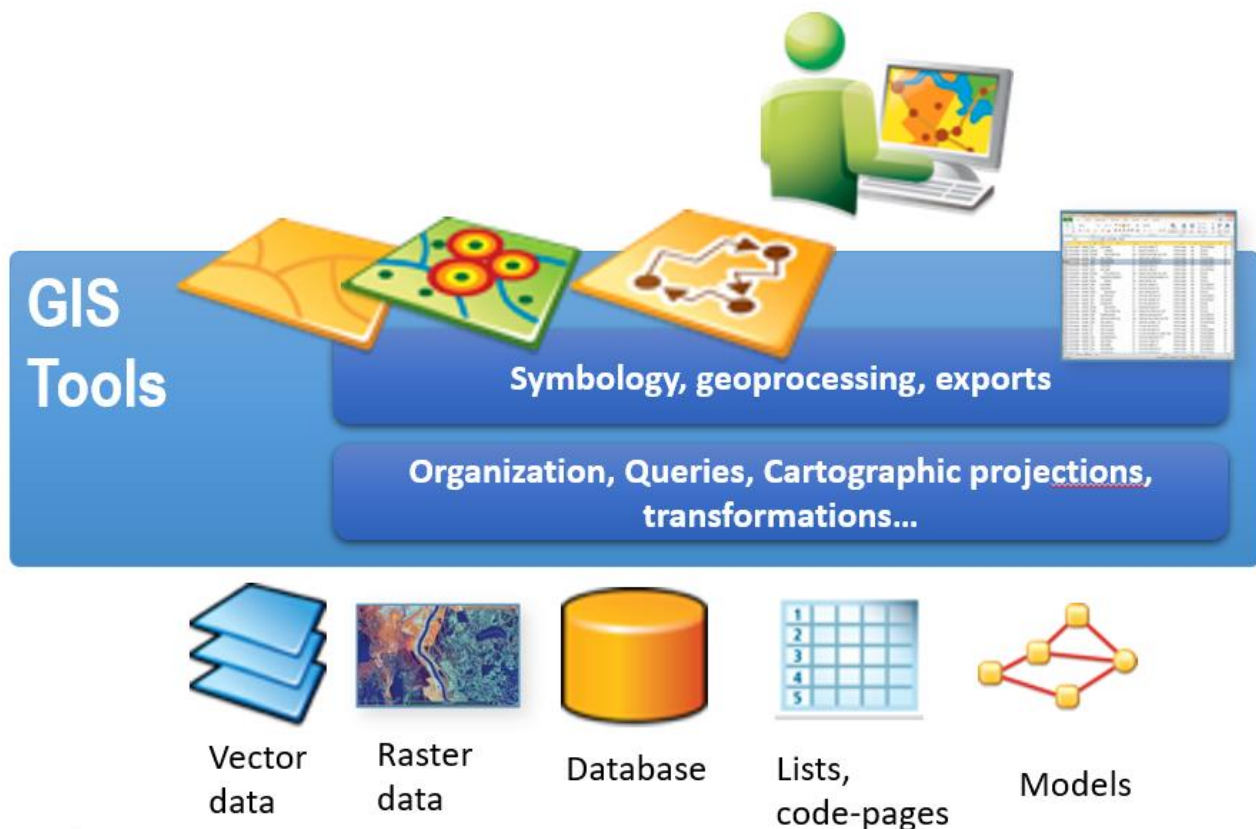 GIS
Tools
Symbology, geoprocessing, exports
Organization, Queries, Cartographic projections,
transformations...
1
2
3
4
5
Vector
data
Raster
data
Database
Lists,
code-pages
Models